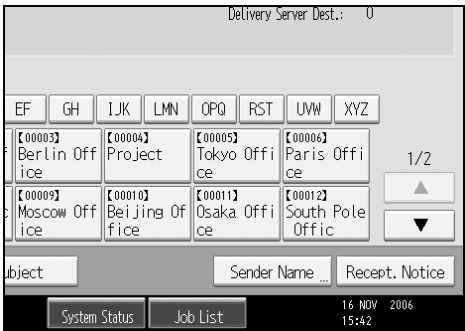 Delivery Server Dest.: 0
EF GH IJK LMN OPQ RST UVW XYZ
【00003】 【00004】 【00005】 【00006】
Berlin Off Project Tokyo Offi Paris Offi
ice ce ce
1/2
【00009】 【00010】 【00011】 【00012】
Moscow Off Beijing Of Osaka Offi South Pole
ice fice ce Offic
ubject Sender Name ... Recept. Notice
System Status Job List 16 NOV 2006
15:42